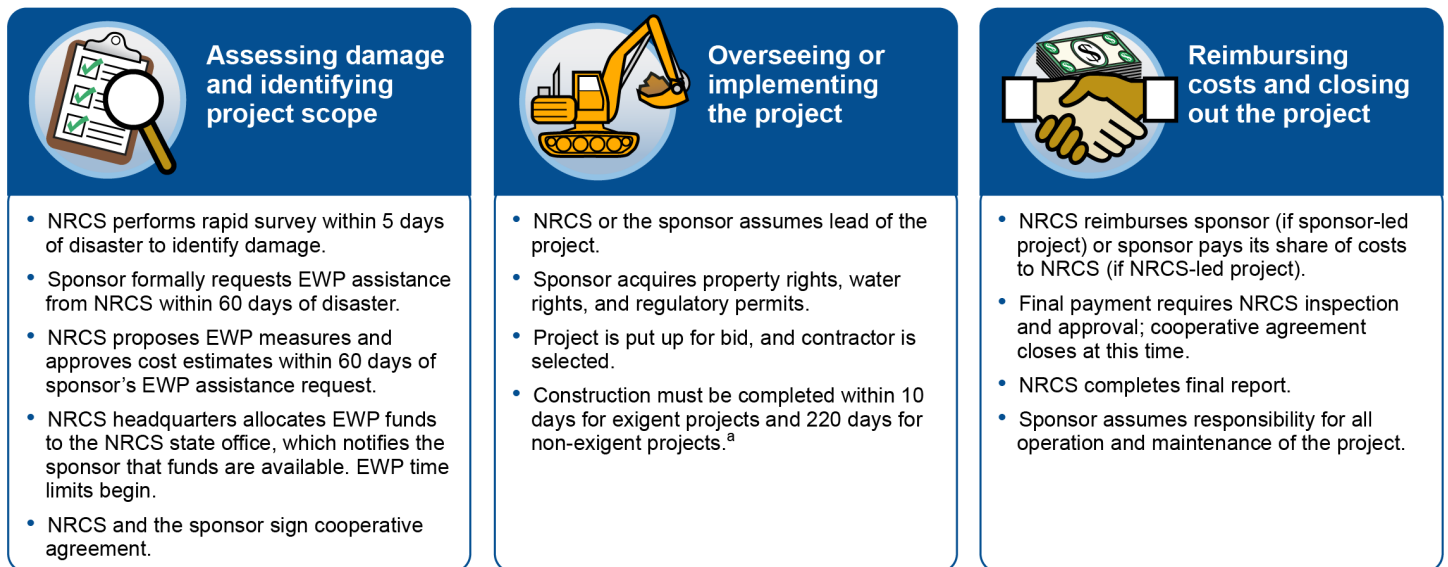 Assessing damage
and identifying
project scope
• NRCS performs rapid survey within 5 days
of disaster to identify damage.
• Sponsor formally requests EWP assistance
from NRCS within 60 days of disaster.
• NRCS proposes EWP measures and
approves cost estimates within 60 days of
sponsor’s EWP assistance request.
• NRCS headquarters allocates EWP funds
to the NRCS state office, which notifies the
sponsor that funds are available. EWP time
limits begin.
• NRCS and the sponsor sign cooperative
agreement.
Overseeing or
implementing
the project
• NRCS or the sponsor assumes lead of the
project.
• Sponsor acquires property rights, water
rights, and regulatory permits.
• Project is put up for bid, and contractor is
selected.
• Construction must be completed within 10
days for exigent projects and 220 days for
non-exigent projects.a
$
Reimbursing
costs and closing
out the project
• NRCS reimburses sponsor (if sponsor-led
project) or sponsor pays its share of costs
to NRCS (if NRCS-led project).
• Final payment requires NRCS inspection
and approval; cooperative agreement
closes at this time.
• NRCS completes final report.
• Sponsor assumes responsibility for all
operation and maintenance of the project.